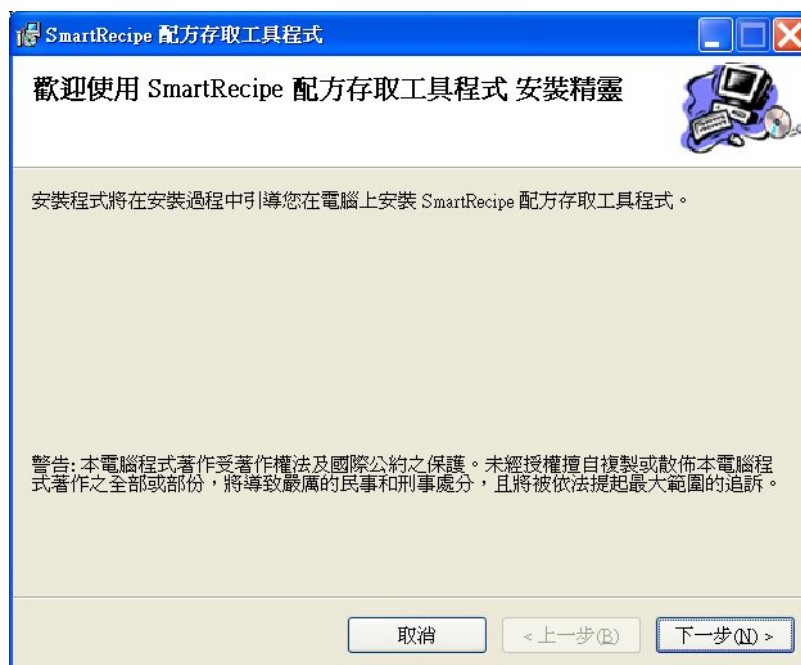 SmartRecipe 配方存取工具程式
歡迎使用 SmartRecipe 配方存取工具程式 安裝精靈
安裝程式將在安裝過程中引導您在電腦上安裝 SmartRecipe 配方存取工具程式。
警告: 本電腦程式著作受著作權法及國際公約之保護。未經授權擅自複製或散佈本電腦程
式著作之全部或部份，將導致嚴厲的民事和刑事處分，且將被依法提起最大範圍的追訴。
取消
< 上一步(B)
下一步(N) >